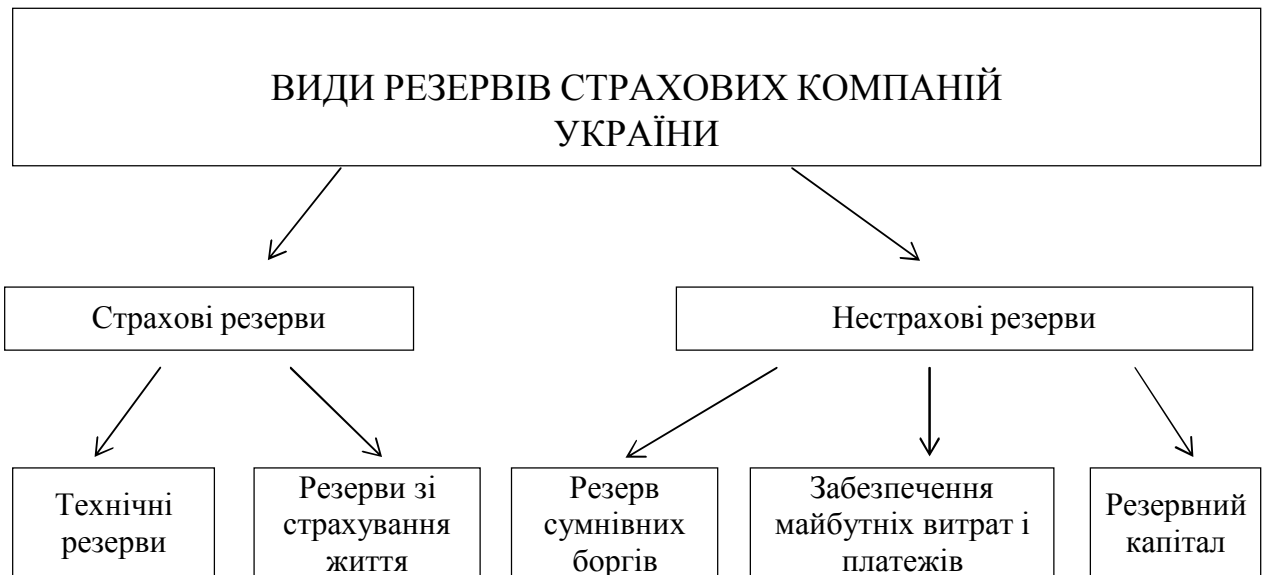 ВИДИ РЕЗЕРВІВ СТРАХОВИХ КОМПАНІЙ
УКРАЇНИ
Страхові резерви
Нестрахові резерви
Технічні
резерви
Резерви зі
страхування
життя
Резерв
сумнівних
боргів
Забезпечення
майбутніх витрат і
платежів
Резервний
капітал